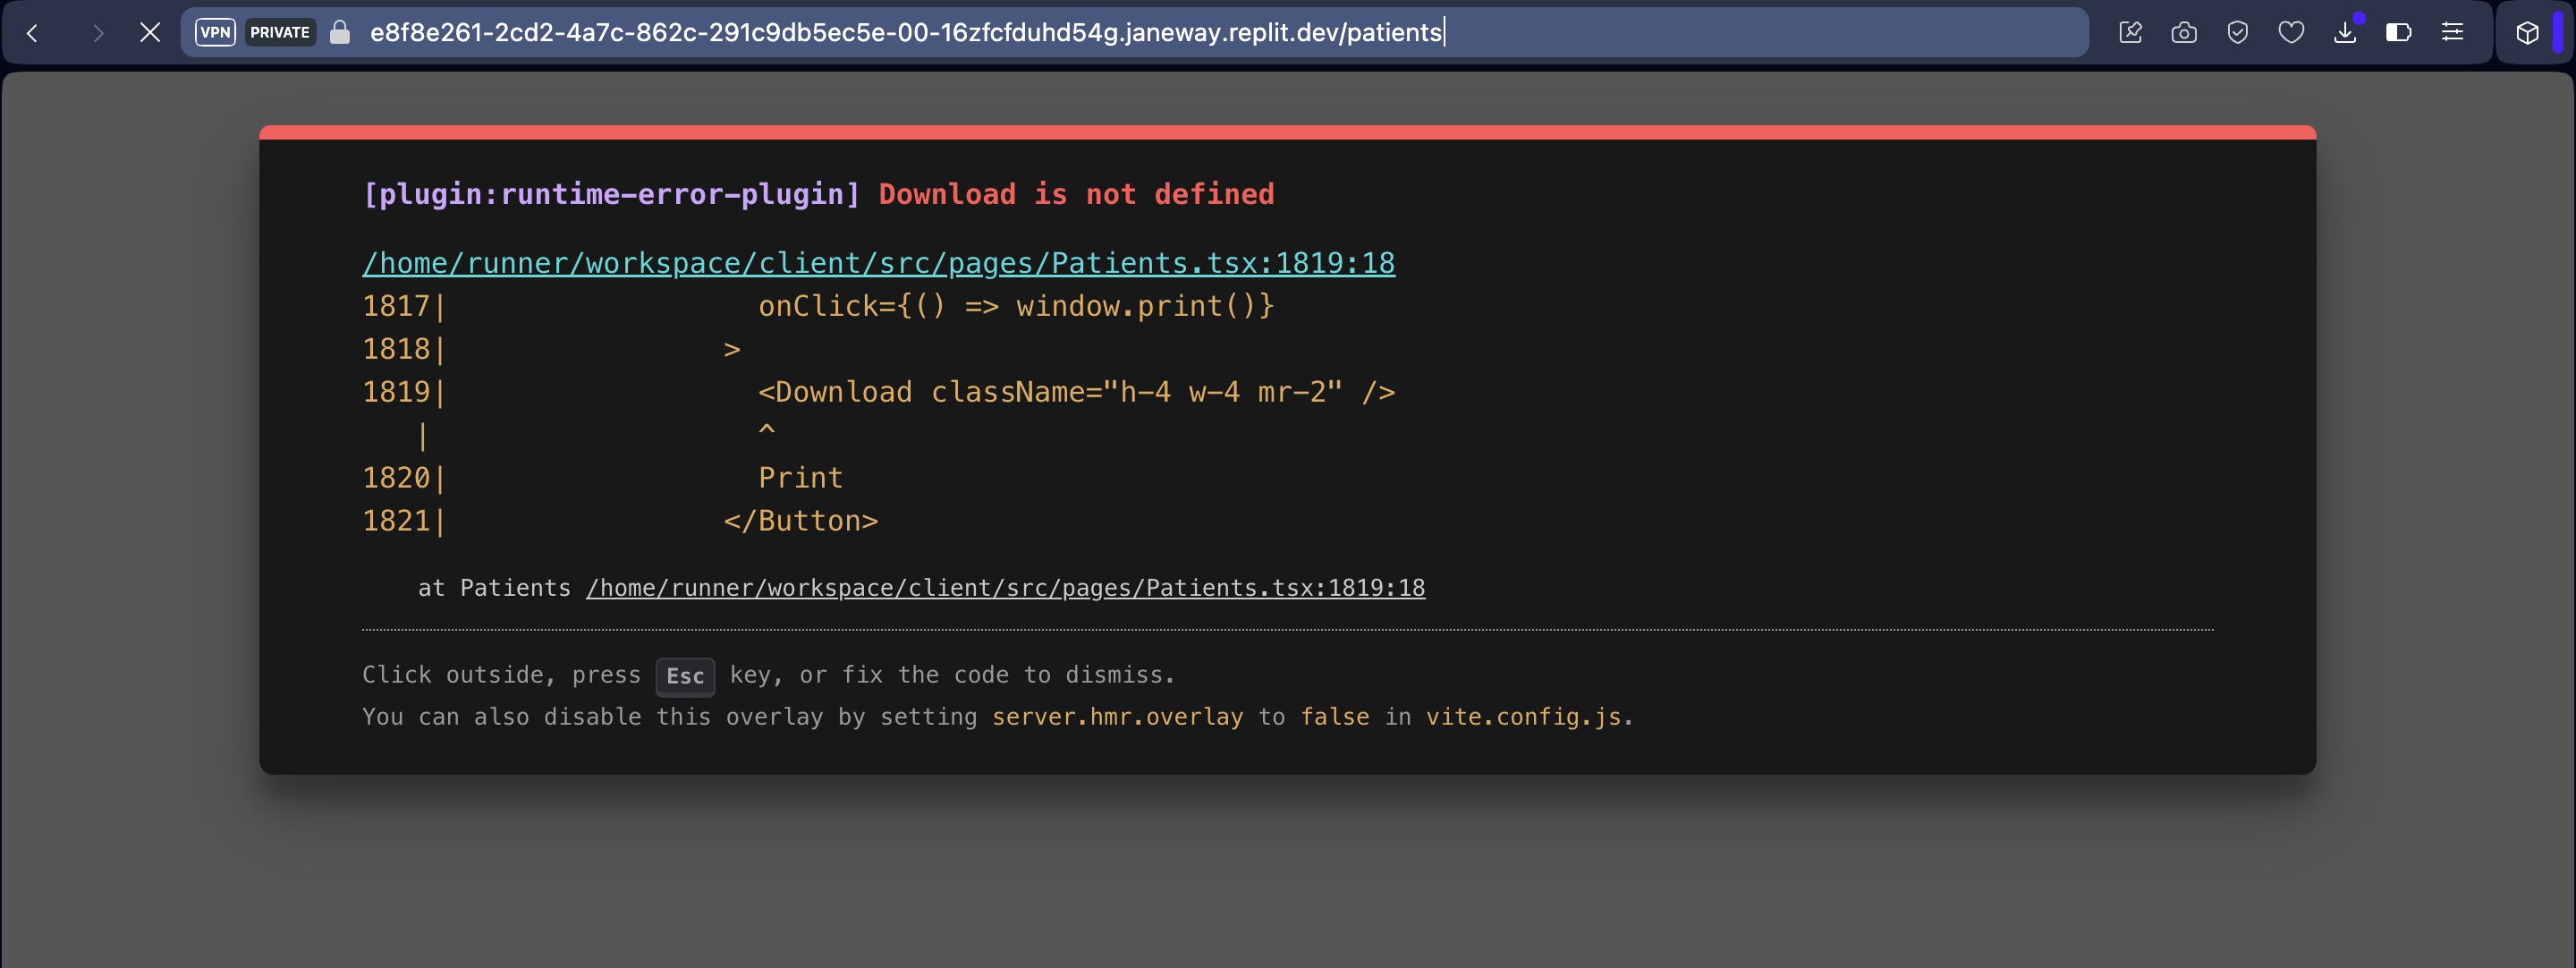 VPN PRIVATE e8f8e261-2cd2-4a7c-862c-291c9db5ec5e-00-16zfcfduhd54g.janeway.replit.dev/patients
[plugin:runtime-error-plugin] Download is not defined
/home/runner/workspace/client/src/pages/Patients.tsx:1819:18
1817|                  onClick={() => window.print()}
1818|                >
1819|                  <Download className="h-4 w-4 mr-2" />
   |                   ^
1820|                  Print
1821|                </Button>
at Patients /home/runner/workspace/client/src/pages/Patients.tsx:1819:18
Click outside, press Esc key, or fix the code to dismiss.
You can also disable this overlay by setting server.hmr.overlay to false in vite.config.js.